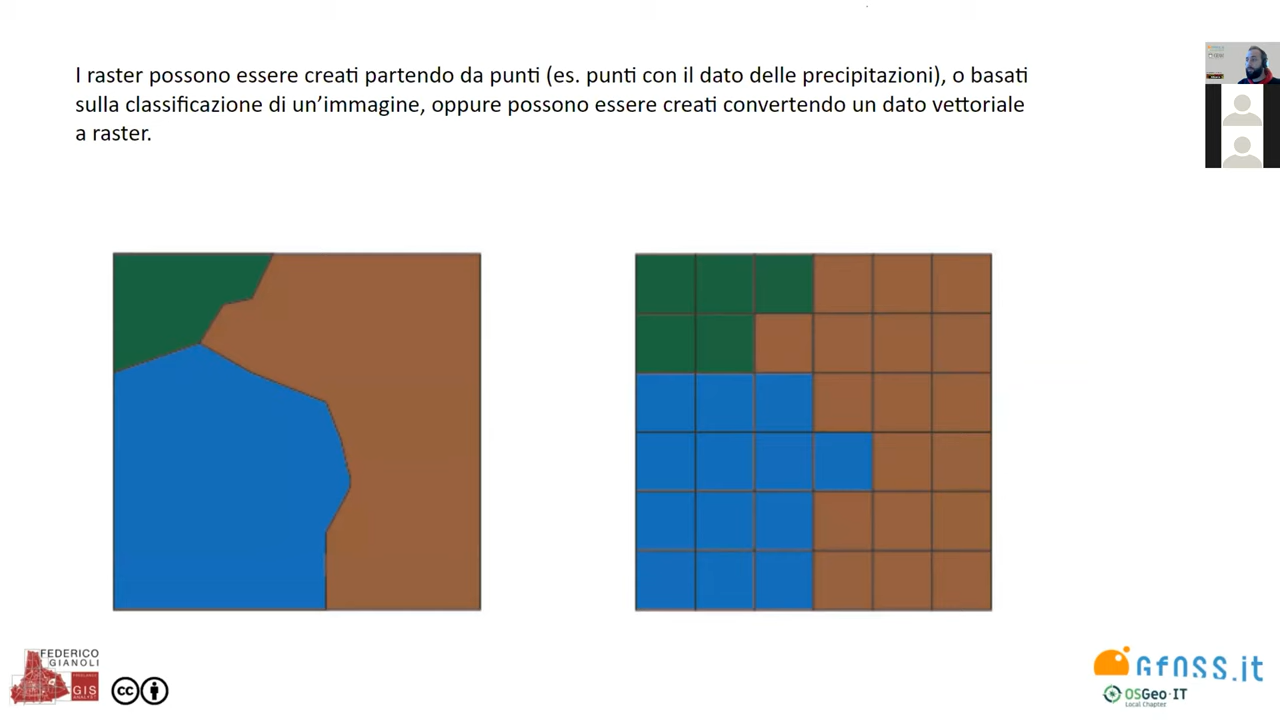 I raster possono essere creati partendo da punti (es. punti con il dato delle precipitazioni), o basati
sulla classificazione di un’immagine, oppure possono essere creati convertendo un dato vettoriale
a raster.
FEDERICO
GIANOLI
GIS
cc
GFOSS.it
OSGeo·IT
Local Chapter